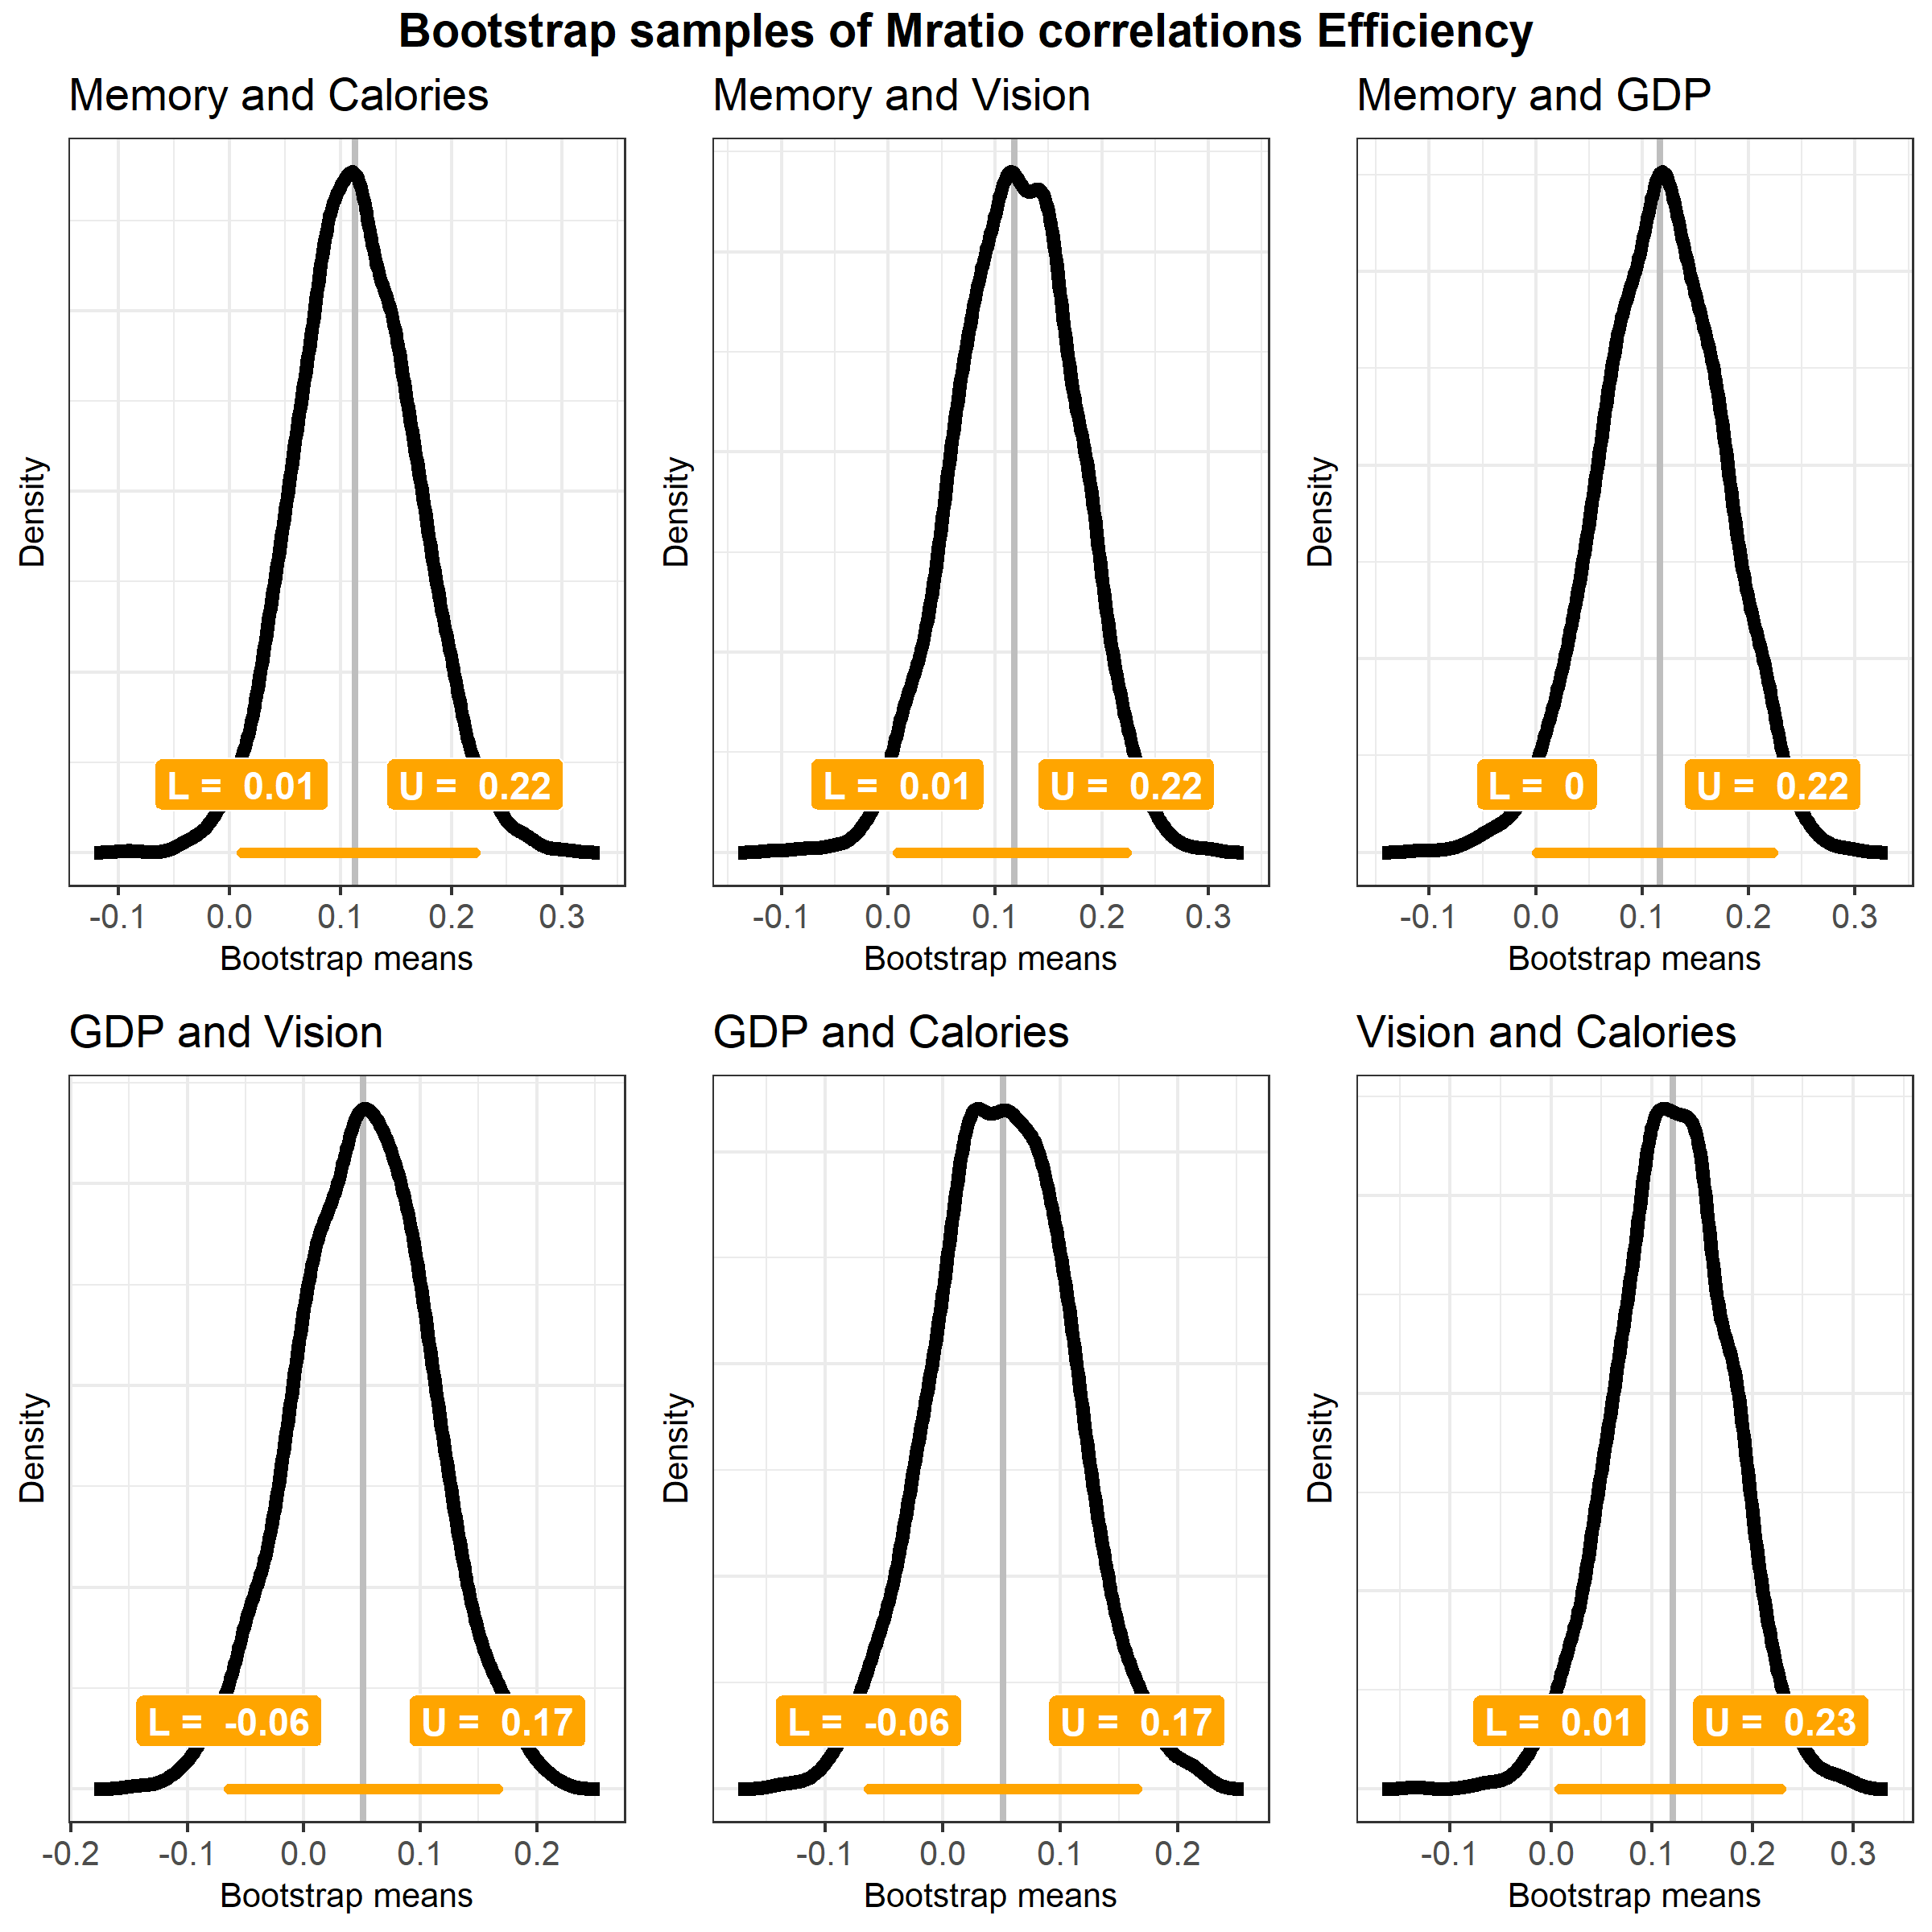 Bootstrap samples of Mratio correlations Efficiency
Memory and Calories
Memory and Vision
Memory and GDP
Density
L = 0.01
U = 0.22
-0.1 0.0 0.1 0.2 0.3
Bootstrap means
Density
L = 0.01
U = 0.22
-0.1 0.0 0.1 0.2 0.3
Bootstrap means
Density
L = 0
U = 0.22
-0.1 0.0 0.1 0.2 0.3
Bootstrap means
GDP and Vision
GDP and Calories
Vision and Calories
Density
L = -0.06
U = 0.17
-0.2 -0.1 0.0 0.1 0.2
Bootstrap means
Density
L = -0.06
U = 0.17
-0.1 0.0 0.1 0.2
Bootstrap means
Density
L = 0.01
U = 0.23
-0.1 0.0 0.1 0.2 0.3
Bootstrap means